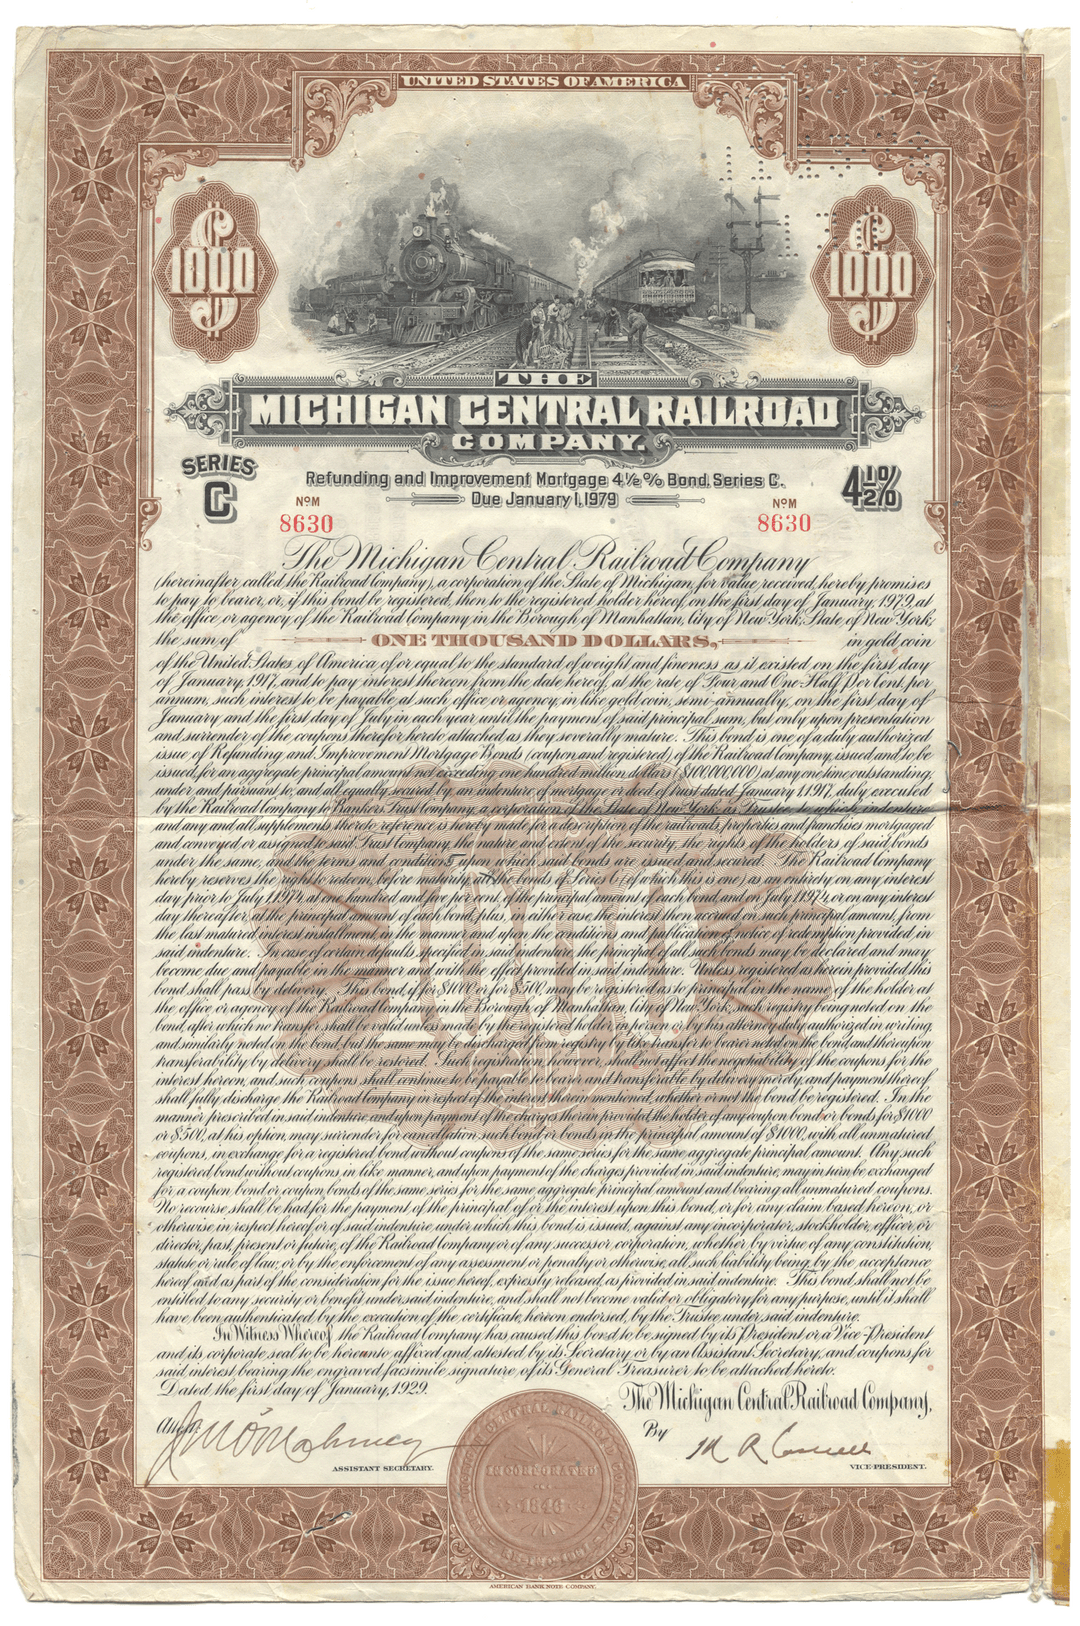 UNITED STATES OF AMERICA
1000
1000
THE
MICHIGAN CENTRAL RAILROAD
COMPANY.
SERIES
C
Refunding and Improvement Mortgage 4½% Bond, Series C.
Due January 1, 1979
4½%
NoM
8630
NoM
8630
The Michigan Central Railroad Company
(hereinafter called the Railroad Company), a corporation of the State of Michigan, for value received, hereby promises
to pay to bearer, or, if this bond be registered, then to the registered holder hereof, on the first day of January, 1979, at
the office or agency of the Railroad Company in the Borough of Manhattan, City of New York, State of New York,
the sum of ONE THOUSAND DOLLARS, in gold coin
of the United States of America of or equal to the standard of weight and fineness as it existed on the first day
of January, 1917, and to pay interest thereon from the date hereof, at the rate of Four and One-Half Per Cent. per
annum, such interest to be payable at such office or agency, in like gold coin, semi-annually, on the first day of
January and the first day of July in each year until the payment of said principal sum, but only upon presentation
and surrender of the coupons therefor hereto attached as they severally mature. This bond is one of a duly authorized
issue of Refunding and Improvement Mortgage Bonds (coupon and registered) of the Railroad Company, issued and to be
issued, for an aggregate principal amount not exceeding one hundred million dollars ($100,000,000) at any one time outstanding,
under and pursuant to, and all equally secured by, an indenture of mortgage or deed of trust dated January 1, 1917, duly executed
by the Railroad Company to Bankers Trust Company, a corporation of the State of New York, as Trustee, to which indenture
and any and all supplements thereto reference is hereby made for a description of the railroads, properties and franchises mortgaged
and conveyed or assigned to said Trust Company, the nature and extent of the security, the rights of the holders of said bonds
under the same, and the terms and conditions upon which said bonds are issued and secured. The Railroad Company
hereby reserves the right to redeem, before maturity, all the bonds of Series C (of which this is one) as an entirety, on any interest
day prior to July 1, 1974, at one hundred and five per cent. of the principal amount of each bond, and on July 1, 1974, or on any interest
day thereafter, at the principal amount of each bond, plus, in either case, the interest then accrued on such principal amount, from
the last matured interest installment, in the manner and upon the conditions and publication of notice of redemption provided in
said indenture. In case of certain defaults specified in said indenture, the principal of all such bonds may be declared and may
become due and payable in the manner and with the effect provided in said indenture. Unless registered as herein provided this
bond shall pass by delivery. This bond, if for $1000 or for $500, may be registered as to principal in the name of the holder at
the office or agency of the Railroad Company in the Borough of Manhattan, City of New York, such registry being noted on the
bond, after which no transfer shall be valid unless made by the registered holder, in person or by his attorney duly authorized in writing,
and similarly noted on the bond, but the same may be discharged from registry by like transfer to bearer noted on the bond and thereupon
transferability by delivery shall be restored. Such registration, however, shall not affect the negotiability of the coupons for the
interest hereon, and such coupons shall continue to be payable to bearer and transferable by delivery merely, and payment thereof
shall fully discharge the Railroad Company in respect of the interest therein mentioned, whether or not the bond be registered. In the
manner prescribed in said indenture and upon payment of the charges therein provided, the holder of any coupon bond or bonds for $1000
or $500, at his option, may surrender for cancellation such bond or bonds in the principal amount of $1000, with all unmatured
coupons, in exchange for a registered bond without coupons of the same series for the same aggregate principal amount. Any such
registered bond without coupons in like manner, and upon payment of the charges provided in said indenture, may in turn be exchanged
for a coupon bond or coupon bonds of the same series for the same aggregate principal amount and bearing all unmatured coupons.
No recourse shall be had for the payment of the principal of or the interest upon this bond, or for any claim based hereon, or
otherwise, in respect hereof or of said indenture under which this bond is issued, against any incorporator, stockholder, officer or
director, past, present or future, of the Railroad Company or of any successor corporation, whether by virtue of any constitution,
statute or rule of law, or by the enforcement of any assessment or penalty or otherwise, all such liability being, by the acceptance
hereof and as part of the consideration for the issue hereof, expressly released, as provided in said indenture. This bond shall not be
entitled to any security or benefit under said indenture, and shall not become valid or obligatory for any purpose, until it shall
have been authenticated by the execution of the certificate, hereon endorsed, by the Trustee under said indenture.
In Witness Whereof, the Railroad Company has caused this bond to be signed by its President or a Vice-President
and its corporate seal to be hereunto affixed and attested by its Secretary or by an Assistant Secretary, and coupons for
said interest bearing the engraved facsimile signature of its General Treasurer to be attached hereto.
Dated the first day of January, 1929.
The Michigan Central Railroad Company,
Attest:
By
ASSISTANT SECRETARY.
VICE-PRESIDENT.
INCORPORATED
1846
AMERICAN BANK NOTE COMPANY.